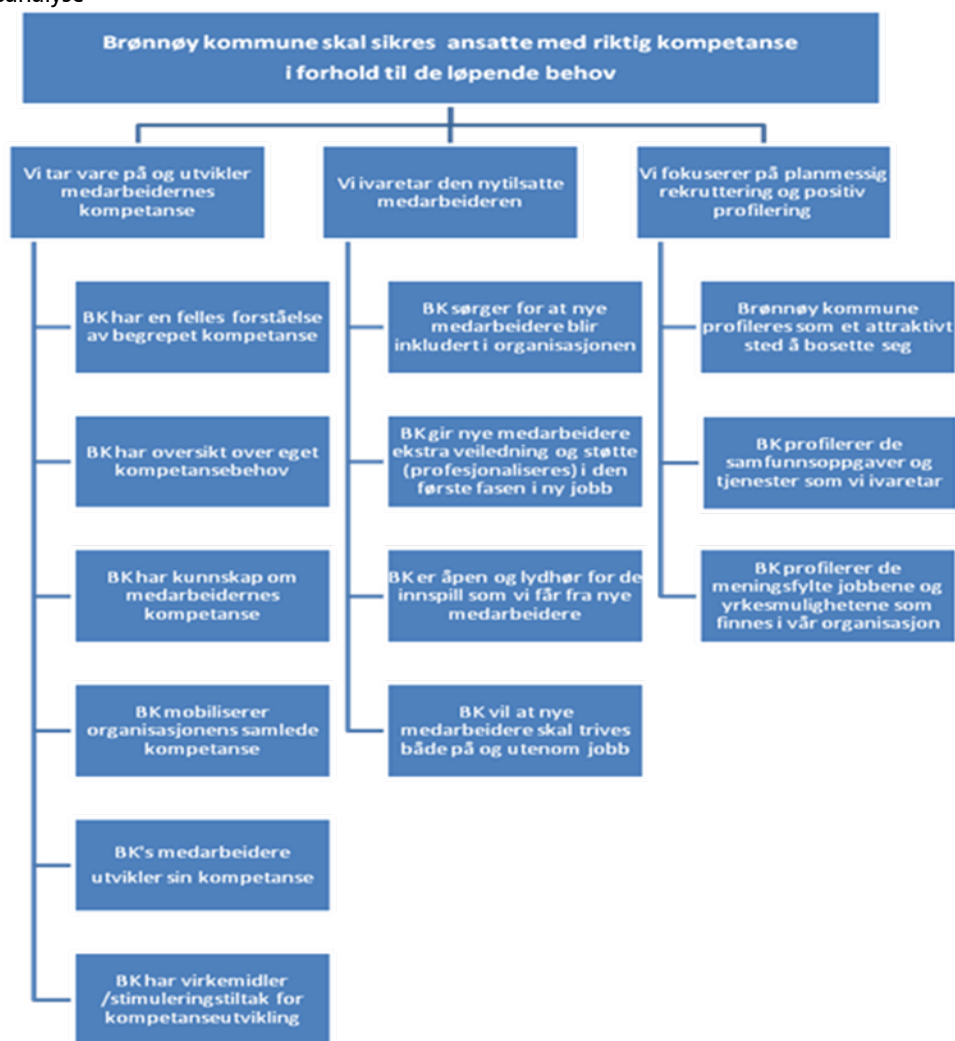 Brønnøy kommune skal sikres ansatte med riktig kompetanse
i forhold til de løpende behov
Vi tar vare på og utvikler
medarbeidernes
kompetanse
BK har en felles forståelse
av begrepet kompetanse
BK har oversikt over eget
kompetansebehov
BK har kunnskap om
medarbeidernes
kompetanse
BK mobiliserer
organisasjonens samlede
kompetanse
BK's medarbeidere
utvikler sin kompetanse
BK har virkemidler
/stimuleringstiltak for
kompetanseutvikling
Vi ivaretar den nytilsatte
medarbeideren
BK sørger for at nye
medarbeidere blir
inkludert i organisasjonen
BK gir nye medarbeidere
ekstra veiledning og støtte
(profesjonaliseres) i den
første fasen i ny jobb
BK er åpen og lydhør for de
innspill som vi får fra nye
medarbeidere
BK vil at nye
medarbeidere skal trives
både på og utenom jobb
Vi fokuserer på planmessig
rekruttering og positiv
profilering
Brønnøy kommune
profileres som et attraktivt
sted å bosette seg
BK profilerer de
samfunnsoppgaver og
tjenester som vi ivaretar
BK profilerer de
meningsfylte jobbene og
yrkesmulighetene som
finnes i vår organisasjon